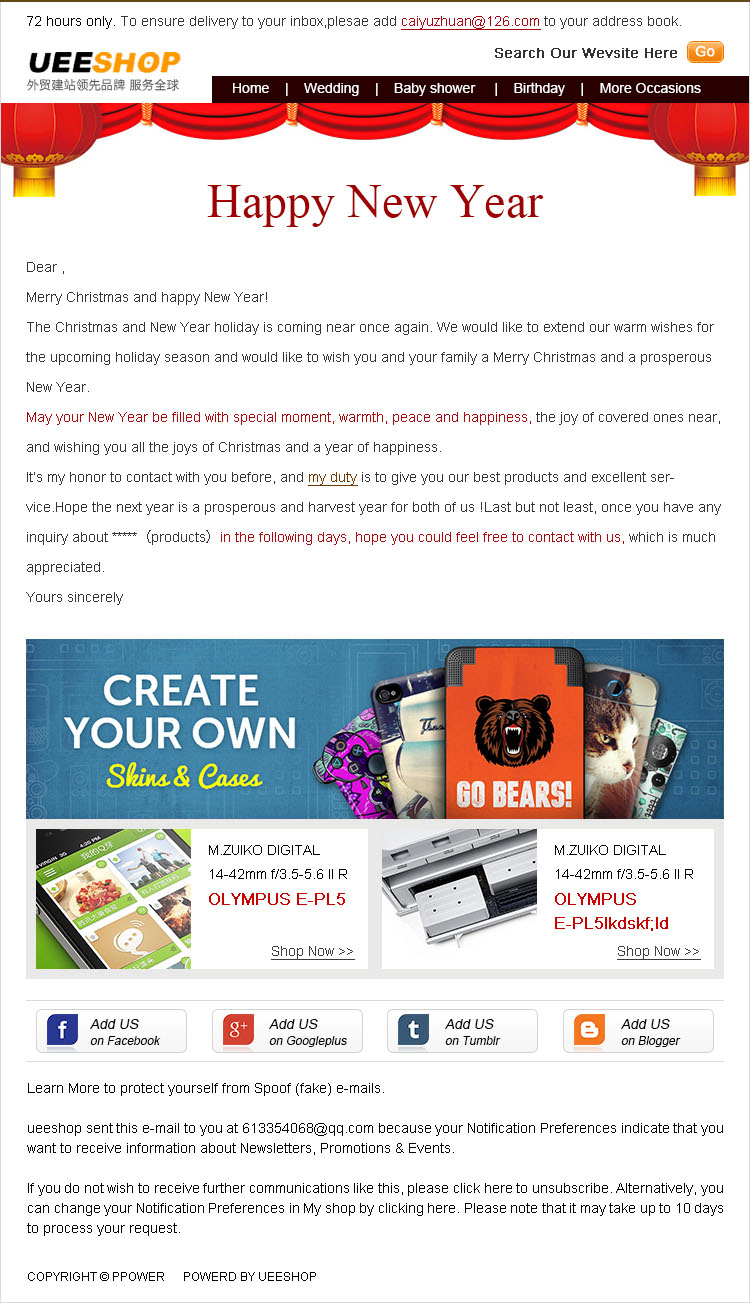 72 hours only. To ensure delivery to your inbox,plesae add caiyuzhuan@126.com to your address book.
UEESHOP
外贸建站领先品牌 服务全球
Search Our Wevsite Here Go
Home | Wedding | Baby shower | Birthday | More Occasions
Happy New Year
Dear ,
Merry Christmas and happy New Year!
The Christmas and New Year holiday is coming near once again. We would like to extend our warm wishes for
the upcoming holiday season and would like to wish you and your family a Merry Christmas and a prosperous
New Year.
May your New Year be filled with special moment, warmth, peace and happiness, the joy of covered ones near,
and wishing you all the joys of Christmas and a year of happiness.
It's my honor to contact with you before, and my duty is to give you our best products and excellent ser-
vice.Hope the next year is a prosperous and harvest year for both of us !Last but not least, once you have any
inquiry about *****（products）in the following days, hope you could feel free to contact with us, which is much
appreciated.
Yours sincerely
CREATE
YOUR OWN
Skins & Cases
GO BEARS!
M.ZUIKO DIGITAL
14-42mm f/3.5-5.6 II R
OLYMPUS E-PL5
Shop Now >>
M.ZUIKO DIGITAL
14-42mm f/3.5-5.6 II R
OLYMPUS
E-PL5lkdskf;ld
Shop Now >>
Add US
on Facebook
Add US
on Googleplus
Add US
on Tumblr
Add US
on Blogger
Learn More to protect yourself from Spoof (fake) e-mails.
ueeshop sent this e-mail to you at 613354068@qq.com because your Notification Preferences indicate that you
want to receive information about Newsletters, Promotions & Events.
If you do not wish to receive further communications like this, please click here to unsubscribe. Alternatively, you
can change your Notification Preferences in My shop by clicking here. Please note that it may take up to 10 days
to process your request.
COPYRIGHT © PPOWER POWERD BY UEESHOP